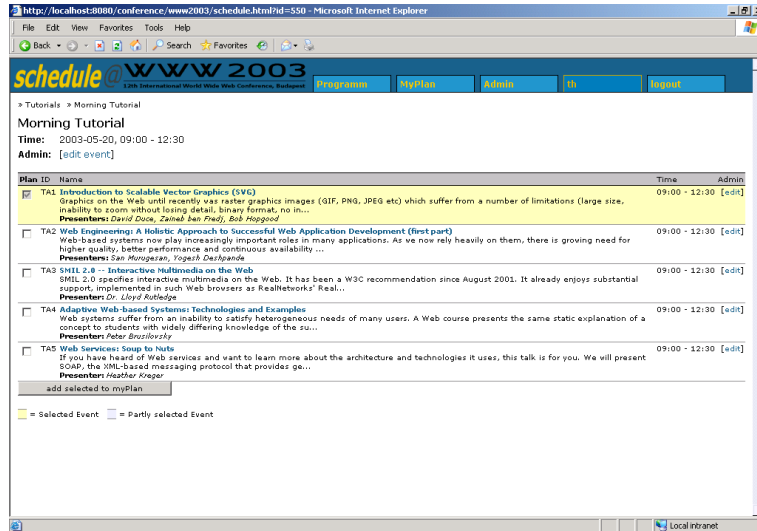 http://localhost:8080/conference/www2003/schedule.html?id=550 - Microsoft Internet Explorer
File Edit View Favorites Tools Help
Back Search Favorites
schedule@WWW 2003
12th International World Wide Web Conference, Budapest
Programm MyPlan Admin th logout
» Tutorials » Morning Tutorial
Morning Tutorial
Time: 2003-05-20, 09:00 - 12:30
Admin: [edit event]
Plan ID Name Time Admin
TA1 Introduction to Scalable Vector Graphics (SVG) 09:00 - 12:30 [edit]
Graphics on the Web until recently was raster graphics images (GIF, PNG, JPEG etc) which suffer from a number of limitations (large size,
inability to zoom without losing detail, binary format, no in...
Presenters: David Duce, Zaineb ben Fredj, Bob Hopgood
TA2 Web Engineering: A Holistic Approach to Successful Web Application Development (first part) 09:00 - 12:30 [edit]
Web-based systems now play increasingly important roles in many applications. As we now rely heavily on them, there is growing need for
higher quality, better performance and continuous availability ...
Presenters: San Murugesan, Yogesh Deshpande
TA3 SMIL 2.0 -- Interactive Multimedia on the Web 09:00 - 12:30 [edit]
SMIL 2.0 specifies interactive multimedia on the Web. It has been a W3C recommendation since August 2001. It already enjoys substantial
support, implemented in such Web browsers as RealNetworks' Real...
Presenter: Dr. Lloyd Rutledge
TA4 Adaptive Web-based Systems: Technologies and Examples 09:00 - 12:30 [edit]
Web systems suffer from an inability to satisfy heterogeneous needs of many users. A Web course presents the same static explanation of a
concept to students with widely differing knowledge of the su...
Presenter: Peter Brusilovsky
TA5 Web Services: Soup to Nuts 09:00 - 12:30 [edit]
If you have heard of Web services and want to learn more about the architecture and technologies it uses, this talk is for you. We will present
SOAP, the XML-based messaging protocol that provides ge...
Presenter: Heather Kreger
add selected to myPlan
= Selected Event = Partly selected Event
Local intranet